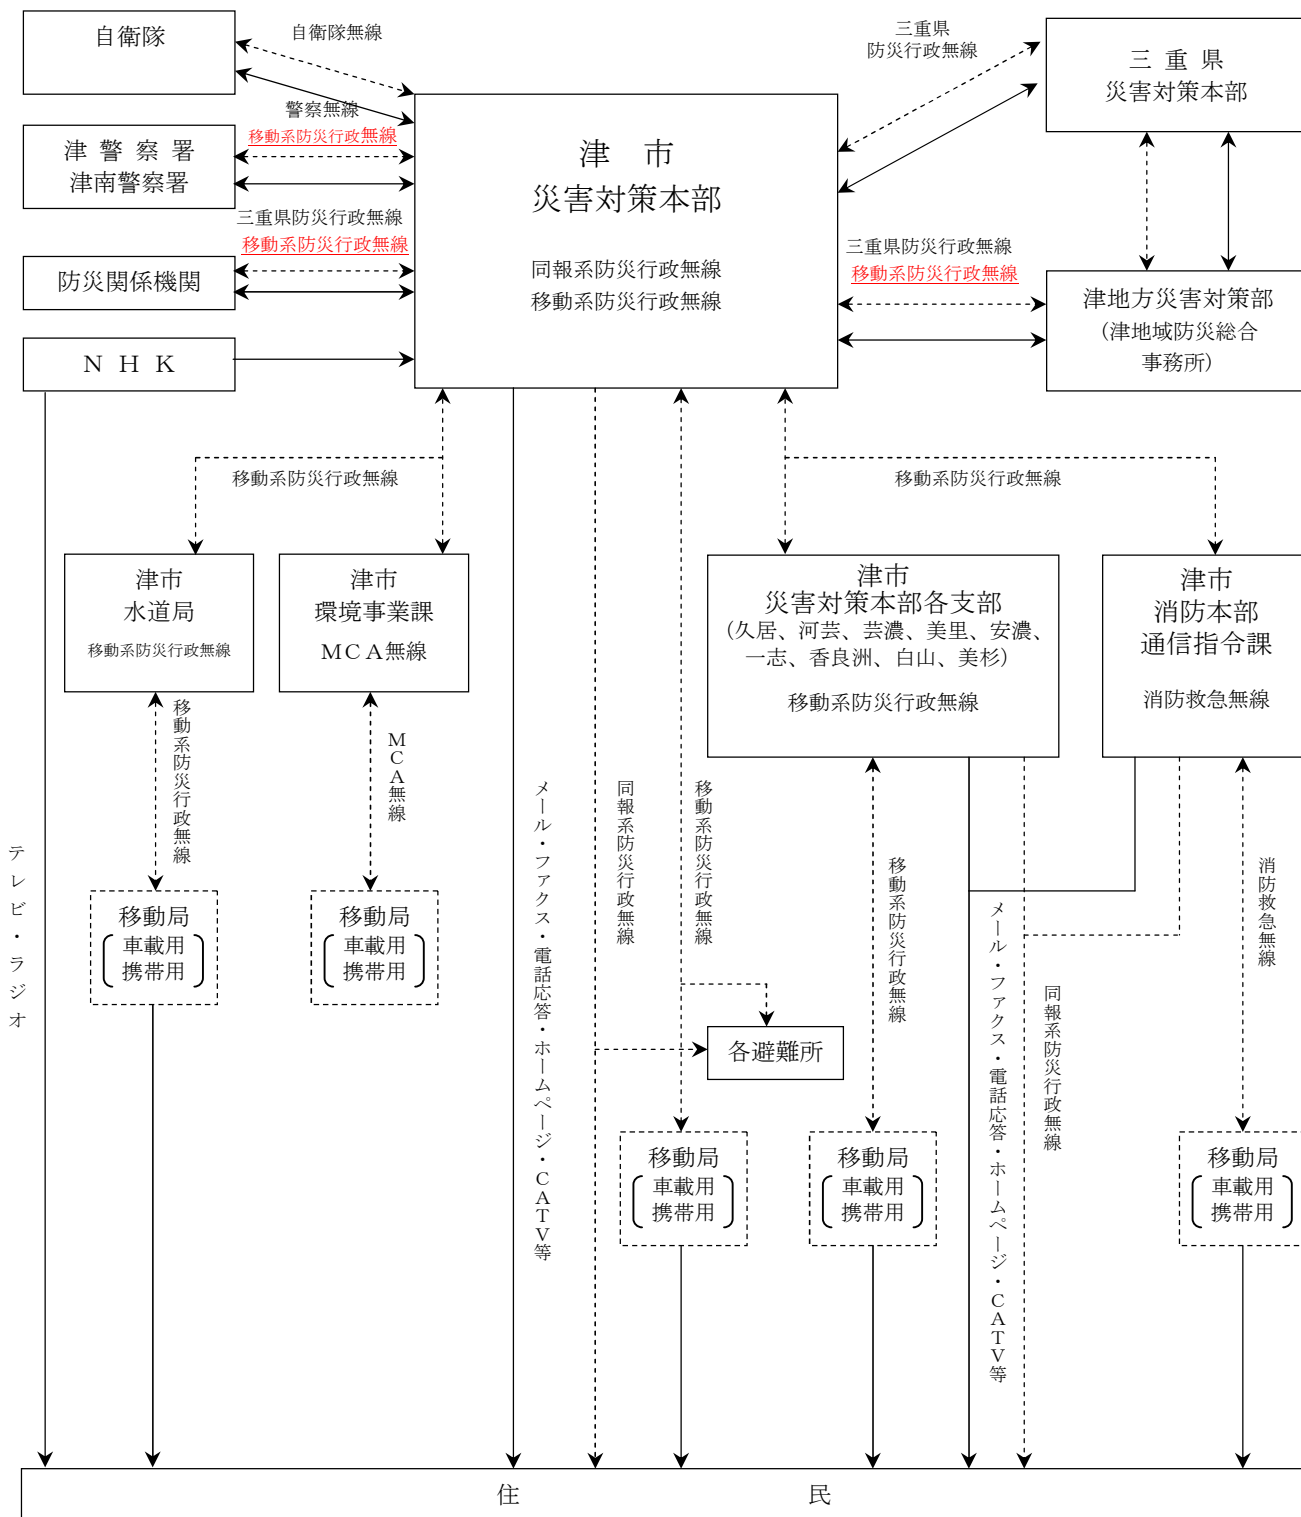 自衛隊
自衛隊無線
三重県
防災行政無線
三 重 県
災害対策本部
警察無線
移動系防災行政無線
津 警 察 署
津南警察署
津 市
災害対策本部
同報系防災行政無線
移動系防災行政無線
三重県防災行政無線
移動系防災行政無線
防災関係機関
三重県防災行政無線
移動系防災行政無線
津地方災害対策部
(津地域防災総合
事務所)
N H K
移動系防災行政無線
移動系防災行政無線
津市
水道局
移動系防災行政無線
津市
環境事業課
MCA無線
津市
災害対策本部各支部
(久居、河芸、芸濃、美里、安濃、
一志、香良洲、白山、美杉)
移動系防災行政無線
津市
消防本部
通信指令課
消防救急無線
テレビ・ラジオ
移動系防災行政無線
MCA無線
メール・ファクス・電話応答・ホームページ・CATV等
同報系防災行政無線
移動系防災行政無線
移動系防災行政無線
メール・ファクス・電話応答・ホームページ・CATV等
同報系防災行政無線
消防救急無線
移動局
車載用
携帯用
移動局
車載用
携帯用
各避難所
移動局
車載用
携帯用
移動局
車載用
携帯用
移動局
車載用
携帯用
住 民